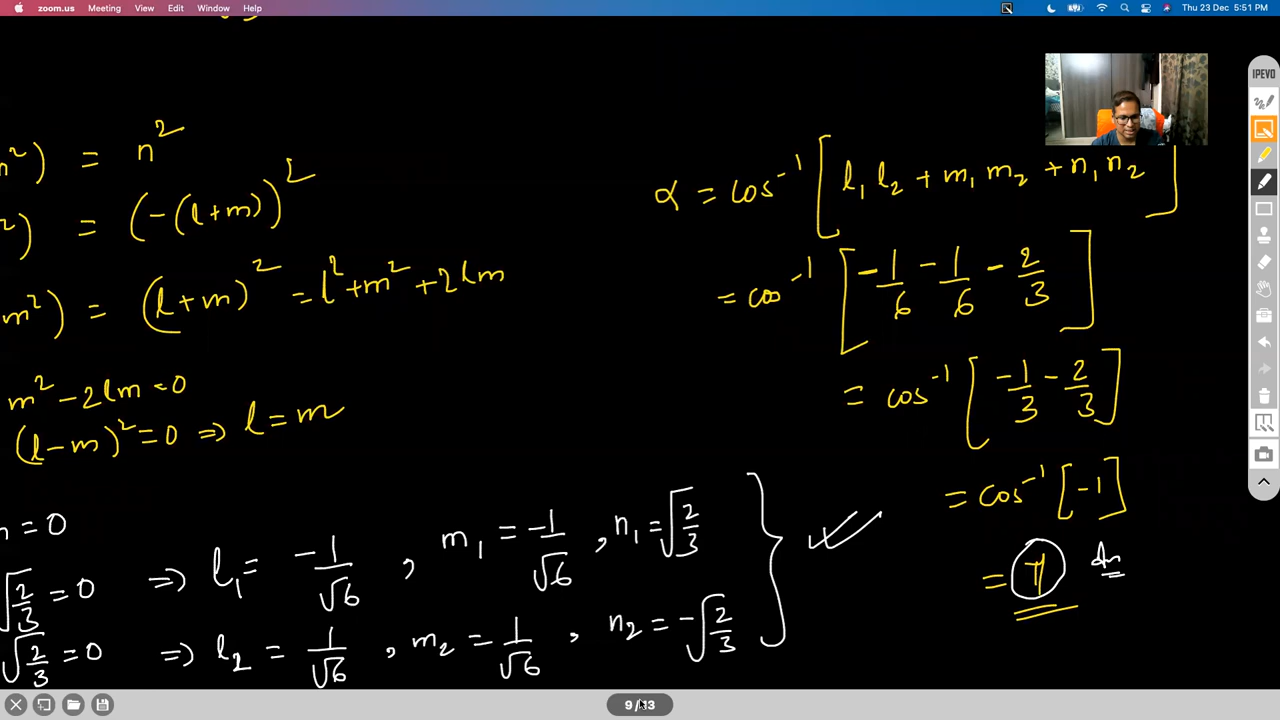 zoom.us Meeting View Edit Window Help Thu 23 Dec 5:51 PM
IPEVO
m²) = n²
²) = (-(l+m))²
m²) = (l+m)² = l²+m²+2lm
m²-2lm=0
(l-m)²=0 ⇒ l=m
n=0
√2/3=0 ⇒ l₁= -1/√6, m₁ = -1/√6, n₁=√2/3
√2/3=0 ⇒ l₂ = 1/√6, m₂ = 1/√6, n₂ = -√2/3
α = cos⁻¹[l₁l₂+m₁m₂+n₁n₂]
= cos⁻¹[-1/6-1/6-2/3]
= cos⁻¹[-1/3-2/3]
= cos⁻¹[-1]
= π Ans
9/13